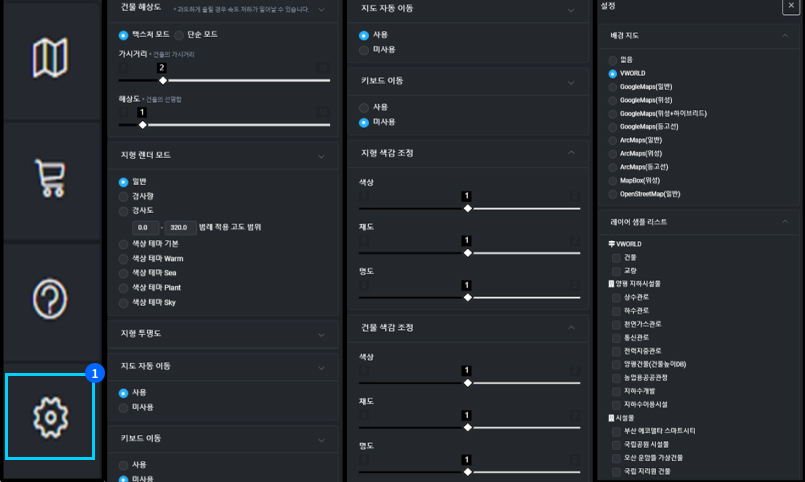 1
건물 해상도
* 과도하게 올릴 경우 속도 저하가 일어날 수 있습니다.
텍스처 모드 단순 모드
가시거리 * 건물의 가시거리
2
해상도 * 건물의 선명함
1
지형 렌더 모드
일반
경사향
경사도
0.0 - 320.0 범례 적용 고도 범위
색상 테마 기본
색상 테마 Warm
색상 테마 Sea
색상 테마 Plant
색상 테마 Sky
지형 투명도
지도 자동 이동
사용
미사용
키보드 이동
사용
미사용
지도 자동 이동
사용
미사용
키보드 이동
사용
미사용
지형 색감 조정
색상
1
채도
1
명도
1
건물 색감 조정
색상
1
채도
1
명도
1
설정
배경 지도
없음
VWORLD
GoogleMaps(일반)
GoogleMaps(위성)
GoogleMaps(위성+하이브리드)
GoogleMaps(등고선)
ArcMaps(일반)
ArcMaps(위성)
ArcMaps(등고선)
MapBox(위성)
OpenStreetMap(일반)
레이어 샘플 리스트
VWORLD
건물
교량
양평 지하시설물
상수관로
하수관로
천연가스관로
통신관로
전력지중관로
양평건물(건물높이DB)
농업용공공관정
지하수개발
지하수이용시설
시설물
부산 에코델타 스마트시티
국립공원 시설물
오산 운암뜰 가상건물
국립 지리원 건물